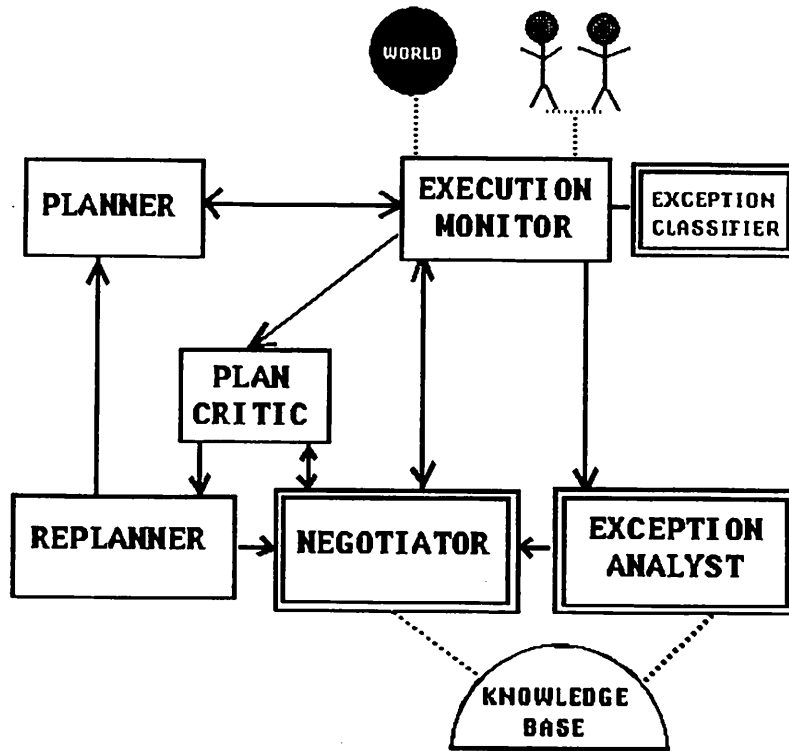 WORLD
PLANNER
EXECUTION
MONITOR
EXCEPTION
CLASSIFIER
PLAN
CRITIC
REPLANNER
NEGOTIATOR
EXCEPTION
ANALYST
KNOWLEDGE
BASE